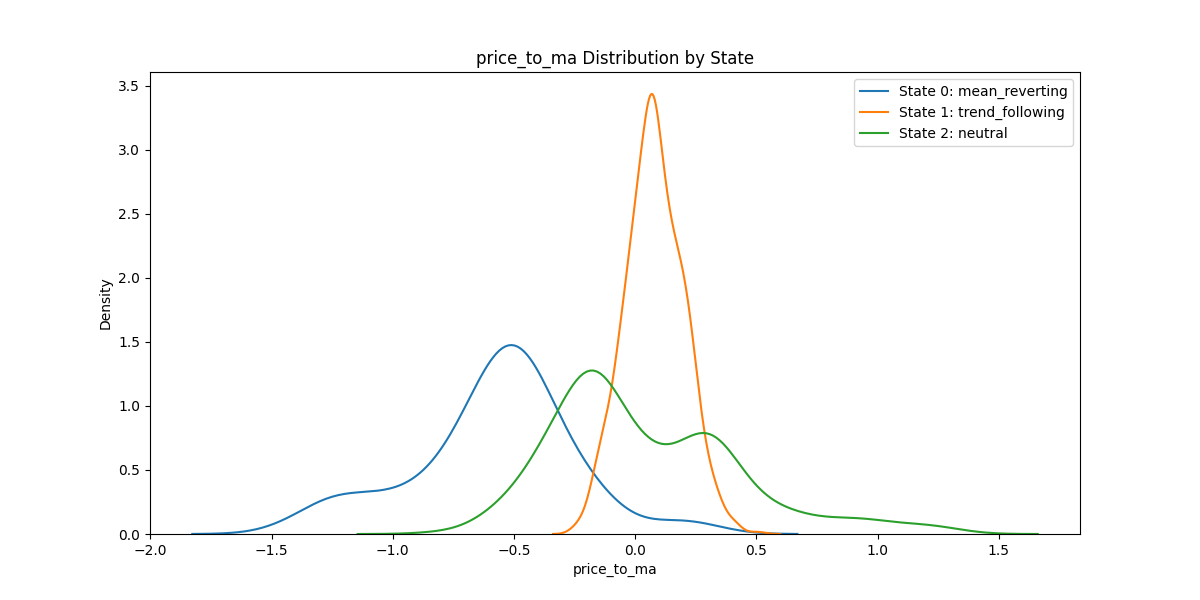 price_to_ma Distribution by State
State 0: mean_reverting
State 1: trend_following
State 2: neutral
Density
3.5
3.0
2.5
2.0
1.5
1.0
0.5
0.0
−2.0 −1.5 −1.0 −0.5 0.0 0.5 1.0 1.5
price_to_ma